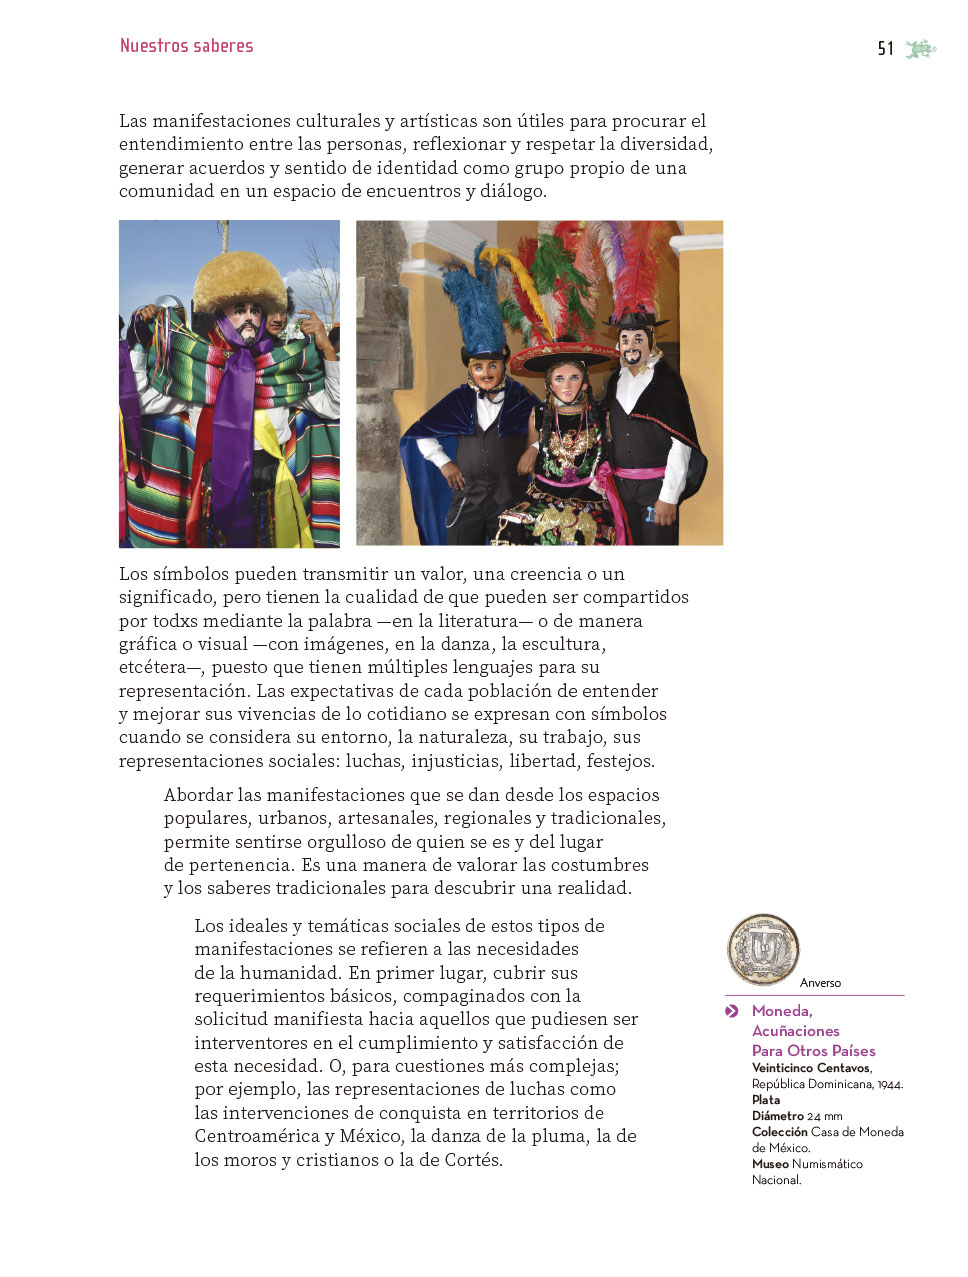 Nuestros saberes
51
Las manifestaciones culturales y artísticas son útiles para procurar el
entendimiento entre las personas, reflexionar y respetar la diversidad,
generar acuerdos y sentido de identidad como grupo propio de una
comunidad en un espacio de encuentros y diálogo.
Los símbolos pueden transmitir un valor, una creencia o un
significado, pero tienen la cualidad de que pueden ser compartidos
por todxs mediante la palabra —en la literatura— o de manera
gráfica o visual —con imágenes, en la danza, la escultura,
etcétera—, puesto que tienen múltiples lenguajes para su
representación. Las expectativas de cada población de entender
y mejorar sus vivencias de lo cotidiano se expresan con símbolos
cuando se considera su entorno, la naturaleza, su trabajo, sus
representaciones sociales: luchas, injusticias, libertad, festejos.
Abordar las manifestaciones que se dan desde los espacios
populares, urbanos, artesanales, regionales y tradicionales,
permite sentirse orgulloso de quien se es y del lugar
de pertenencia. Es una manera de valorar las costumbres
y los saberes tradicionales para descubrir una realidad.
Los ideales y temáticas sociales de estos tipos de
manifestaciones se refieren a las necesidades
de la humanidad. En primer lugar, cubrir sus
requerimientos básicos, compaginados con la
solicitud manifiesta hacia aquellos que pudiesen ser
interventores en el cumplimiento y satisfacción de
esta necesidad. O, para cuestiones más complejas;
por ejemplo, las representaciones de luchas como
las intervenciones de conquista en territorios de
Centroamérica y México, la danza de la pluma, la de
los moros y cristianos o la de Cortés.
Anverso
Moneda,
Acuñaciones
Para Otros Países
Veinticinco Centavos,
República Dominicana, 1944.
Plata
Diámetro 24 mm
Colección Casa de Moneda
de México.
Museo Numismático
Nacional.